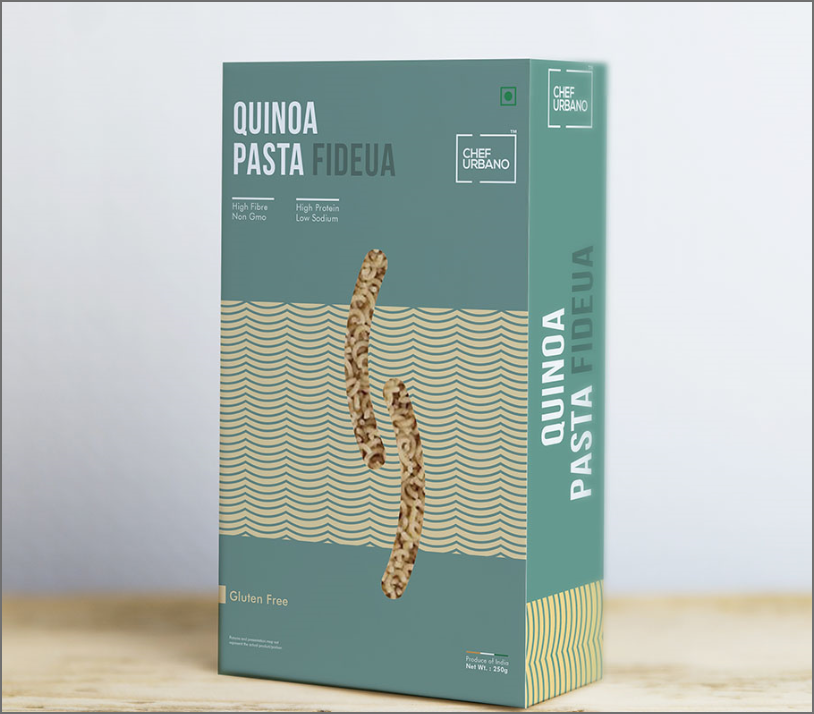 QUINOA
PASTA FIDEUA
High Fibre
Non Gmo
High Protein
Low Sodium
TM
CHEF
URBANO
Gluten Free
Produce of India
Net Wt. : 250g
CHEF
URBANO
QUINOA
PASTA FIDEUA